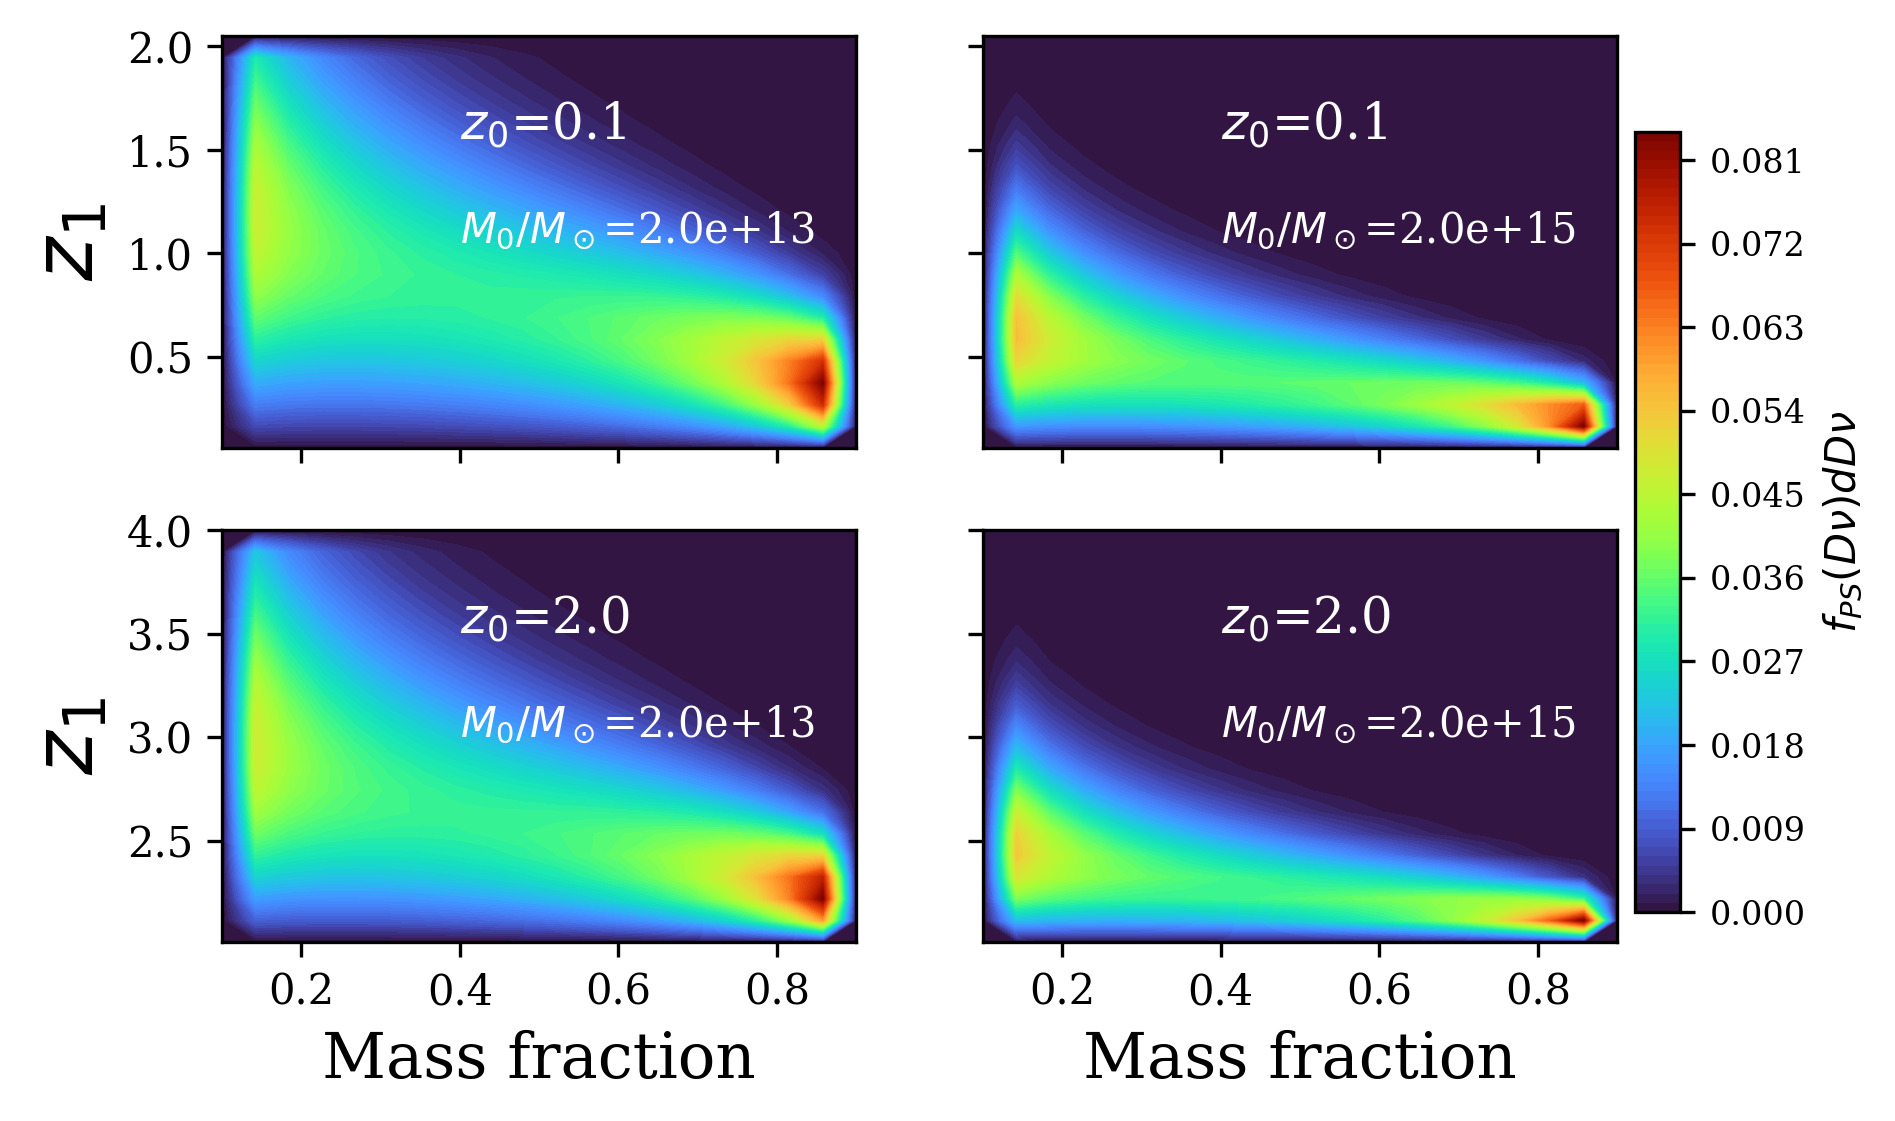 z₁
2.0
1.5
1.0
0.5
z₀=0.1
M₀/M⊙=2.0e+13
z₀=0.1
M₀/M⊙=2.0e+15
z₁
4.0
3.5
3.0
2.5
z₀=2.0
M₀/M⊙=2.0e+13
0.2 0.4 0.6 0.8
Mass fraction
z₀=2.0
M₀/M⊙=2.0e+15
0.2 0.4 0.6 0.8
Mass fraction
0.081
0.072
0.063
0.054
0.045
0.036
0.027
0.018
0.009
0.000
f_PS(Dν)dDν